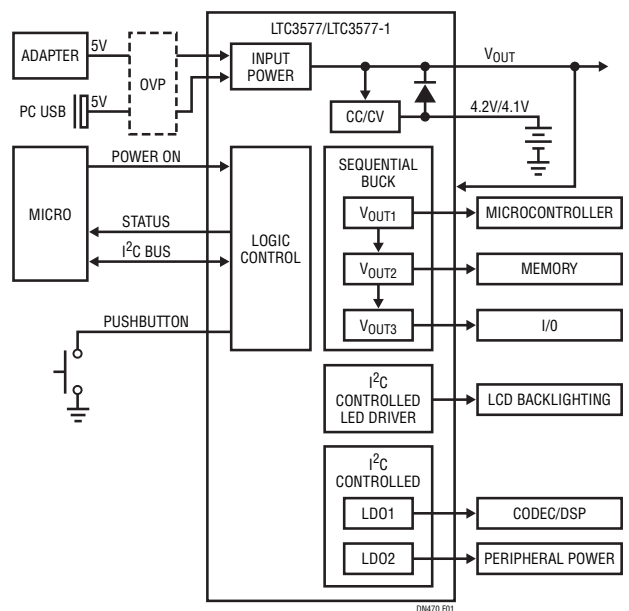 LTC3577/LTC3577-1
ADAPTER
5V
OVP
INPUT
POWER
VOUT
PC USB
5V
CC/CV
4.2V/4.1V
MICRO
POWER ON
STATUS
I2C BUS
PUSHBUTTON
LOGIC
CONTROL
SEQUENTIAL
BUCK
VOUT1
MICROCONTROLLER
VOUT2
MEMORY
VOUT3
I/0
I2C
CONTROLLED
LED DRIVER
LCD BACKLIGHTING
I2C
CONTROLLED
LDO1
CODEC/DSP
LDO2
PERIPHERAL POWER
DN470 F01